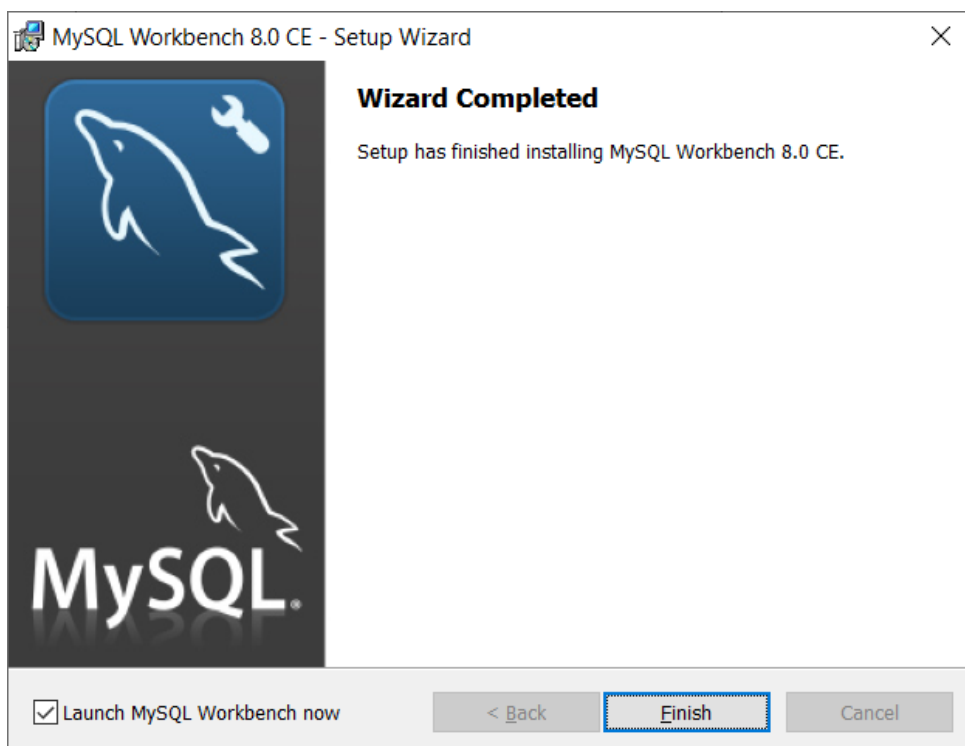 MySQL Workbench 8.0 CE - Setup Wizard
Wizard Completed
Setup has finished installing MySQL Workbench 8.0 CE.
MySQL®
Launch MySQL Workbench now
< Back
Finish
Cancel